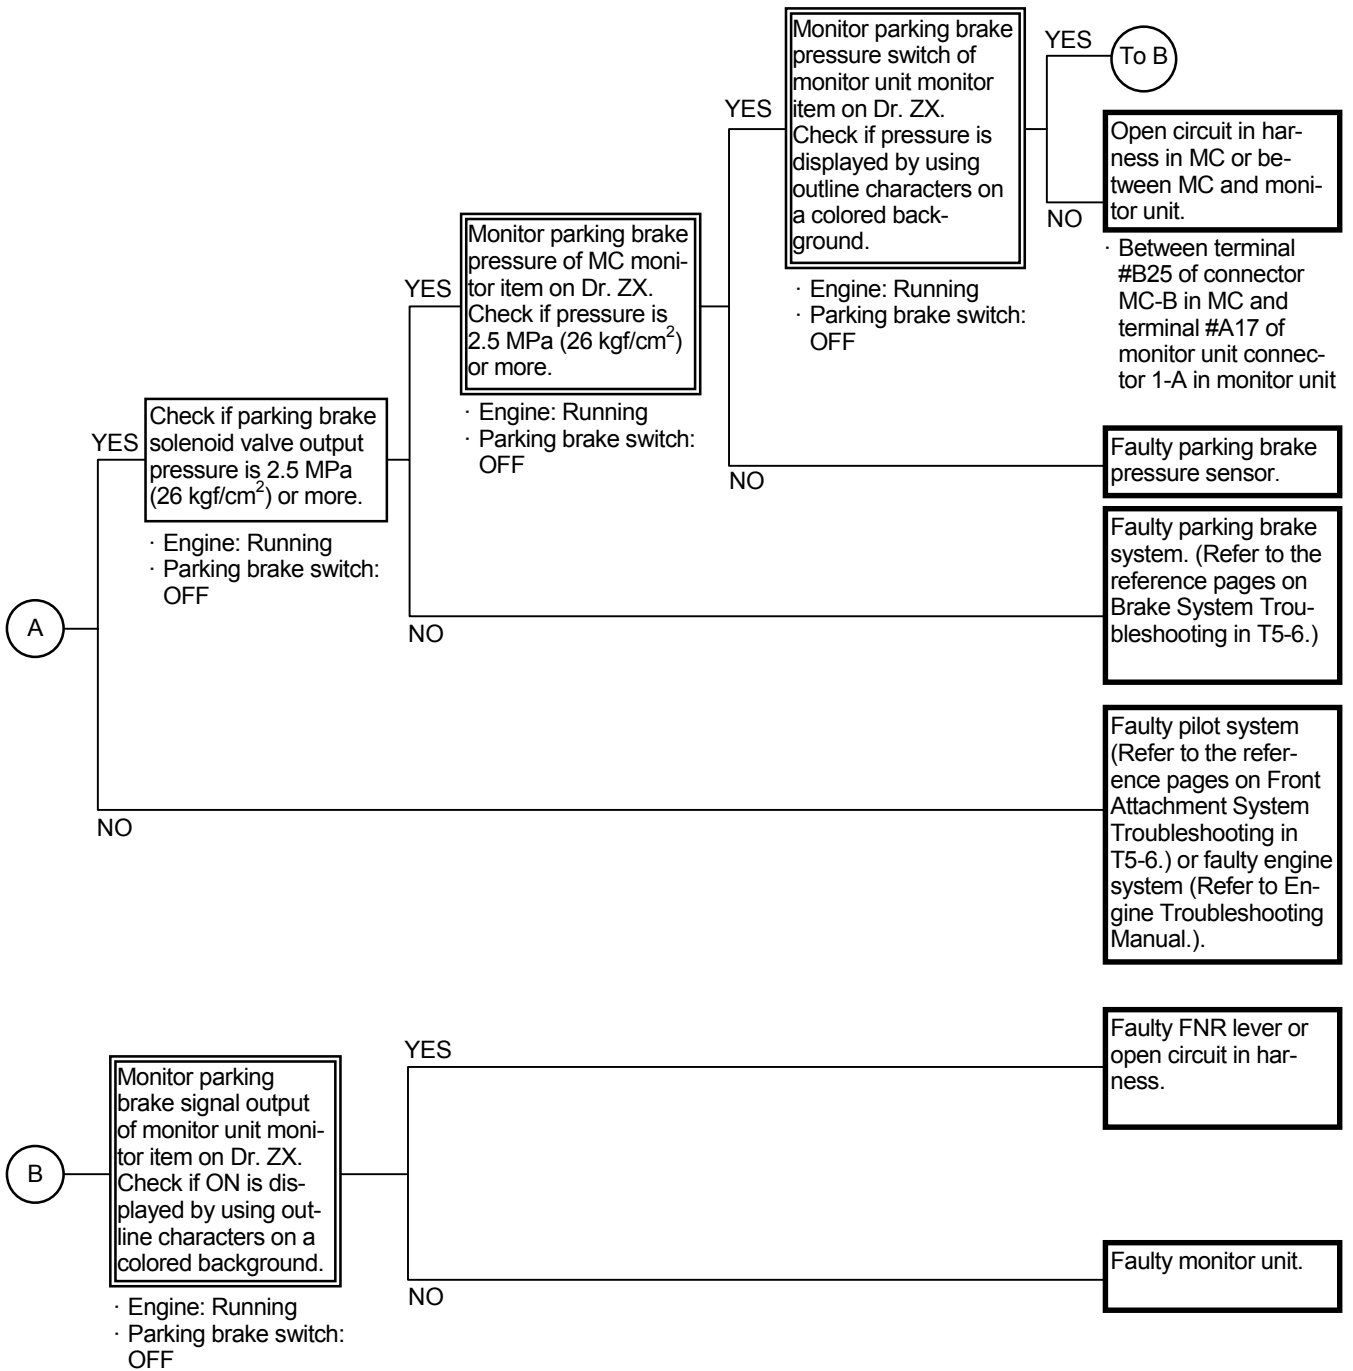 Monitor parking brake
pressure switch of
monitor unit monitor
item on Dr. ZX.
Check if pressure is
displayed by using
outline characters on
a colored back-
ground.
· Engine: Running
· Parking brake switch:
OFF
YES
To B
NO
Open circuit in har-
ness in MC or be-
tween MC and moni-
tor unit.
· Between terminal
#B25 of connector
MC-B in MC and
terminal #A17 of
monitor unit connec-
tor 1-A in monitor unit
YES
Monitor parking brake
pressure of MC moni-
tor item on Dr. ZX.
Check if pressure is
2.5 MPa (26 kgf/cm²)
or more.
· Engine: Running
· Parking brake switch:
OFF
NO
Faulty parking brake
pressure sensor.
YES
Check if parking brake
solenoid valve output
pressure is 2.5 MPa
(26 kgf/cm²) or more.
· Engine: Running
· Parking brake switch:
OFF
NO
Faulty parking brake
system. (Refer to the
reference pages on
Brake System Trou-
bleshooting in T5-6.)
YES
A
NO
Faulty pilot system
(Refer to the refer-
ence pages on Front
Attachment System
Troubleshooting in
T5-6.) or faulty engine
system (Refer to En-
gine Troubleshooting
Manual.).
B
Monitor parking
brake signal output
of monitor unit moni-
tor item on Dr. ZX.
Check if ON is dis-
played by using out-
line characters on a
colored background.
· Engine: Running
· Parking brake switch:
OFF
YES
Faulty FNR lever or
open circuit in har-
ness.
NO
Faulty monitor unit.